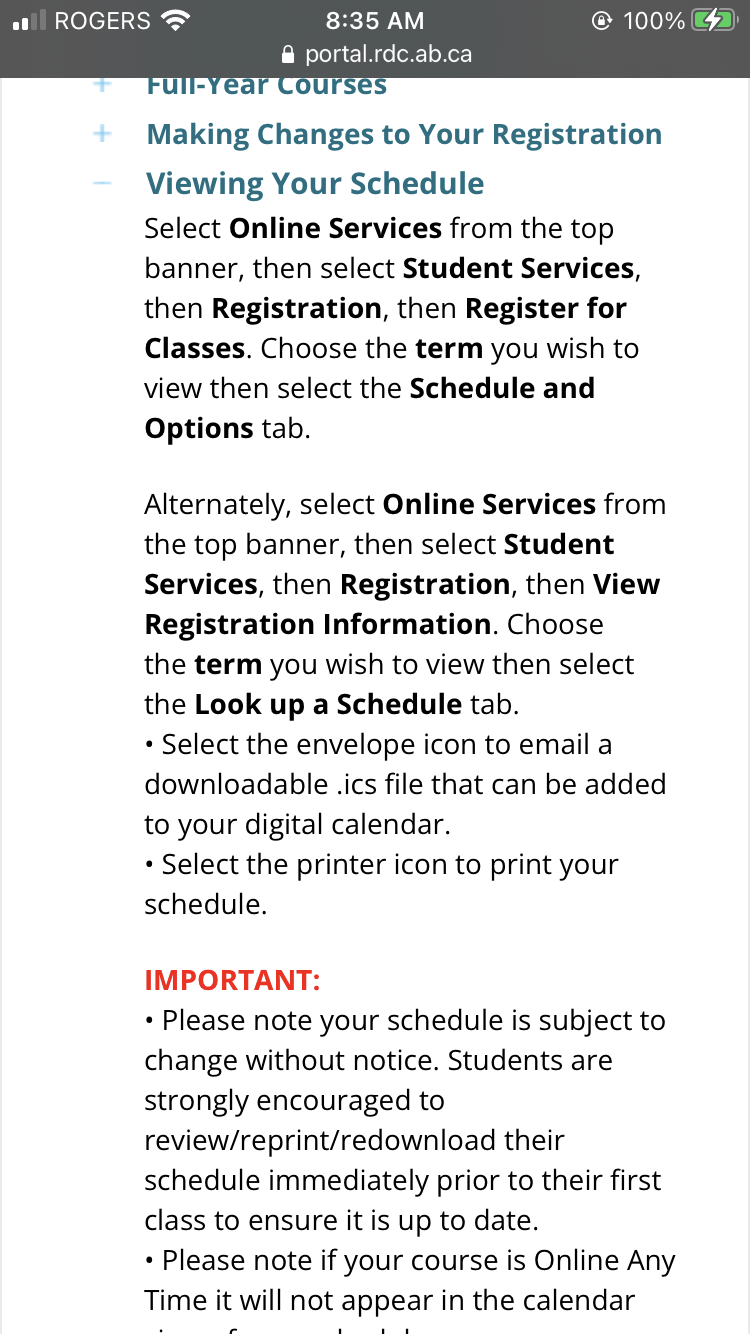 ROGERS 8:35 AM 100%
portal.rdc.ab.ca
+ Full-Year Courses
+ Making Changes to Your Registration
– Viewing Your Schedule
Select Online Services from the top
banner, then select Student Services,
then Registration, then Register for
Classes. Choose the term you wish to
view then select the Schedule and
Options tab.
Alternately, select Online Services from
the top banner, then select Student
Services, then Registration, then View
Registration Information. Choose
the term you wish to view then select
the Look up a Schedule tab.
• Select the envelope icon to email a
downloadable .ics file that can be added
to your digital calendar.
• Select the printer icon to print your
schedule.
IMPORTANT:
• Please note your schedule is subject to
change without notice. Students are
strongly encouraged to
review/reprint/redownload their
schedule immediately prior to their first
class to ensure it is up to date.
• Please note if your course is Online Any
Time it will not appear in the calendar